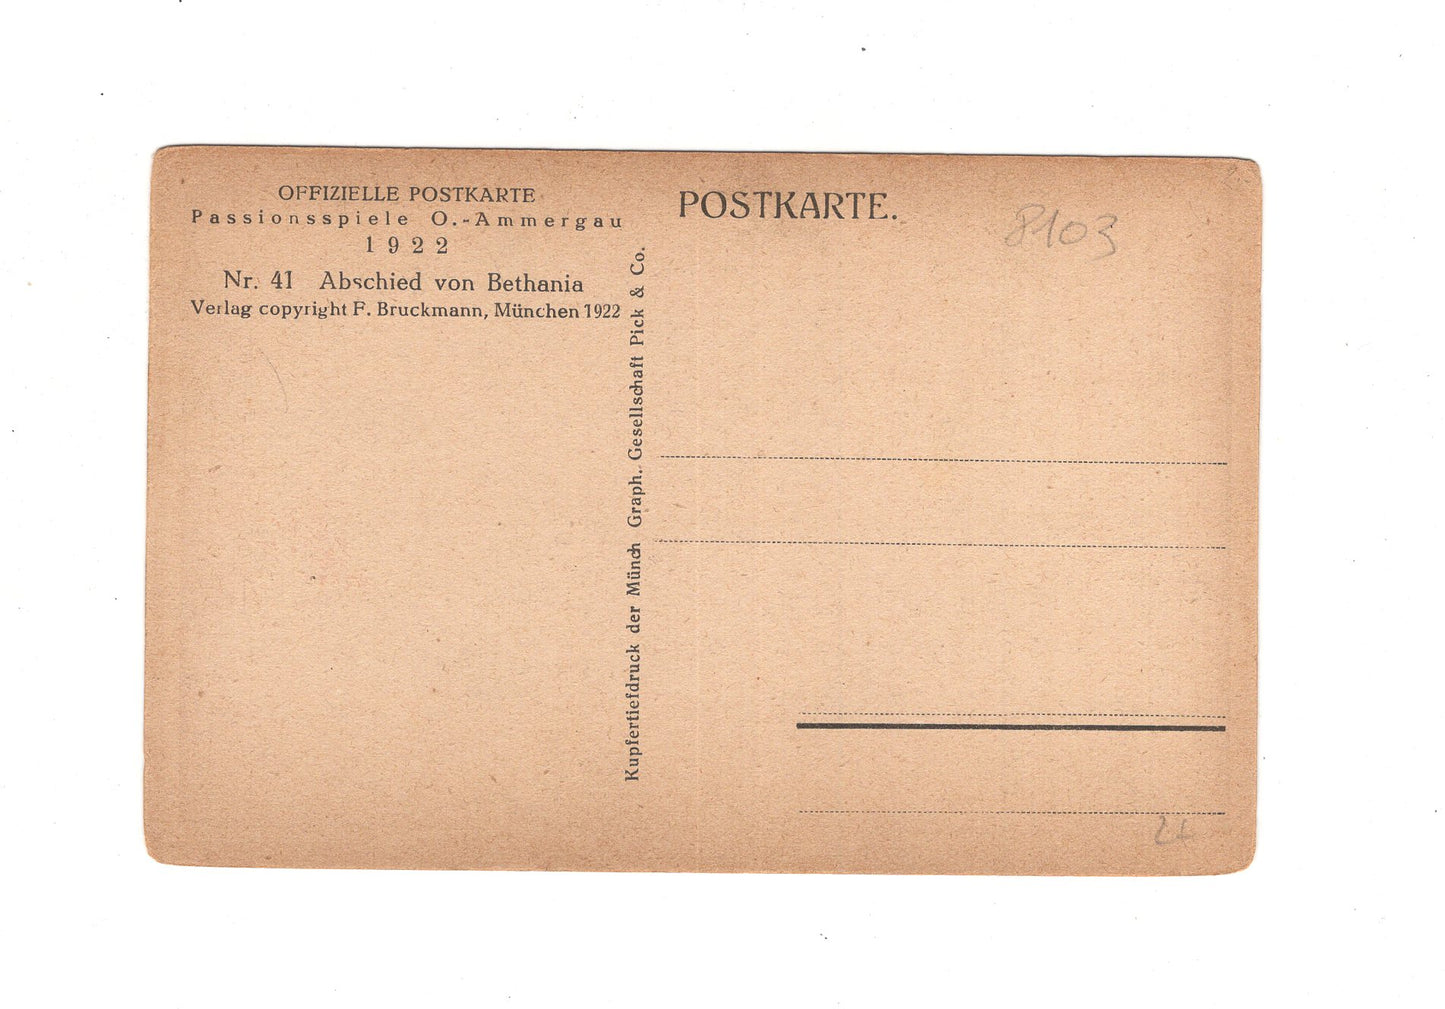 OFFIZIELLE POSTKARTE
Passionsspiele O.-Ammergau
1922
Nr. 41 Abschied von Bethania
Verlag copyright F. Bruckmann, München 1922
Kupfertiefdruck der Münch Graph. Gesellschaft Pick & Co.
POSTKARTE.
8103